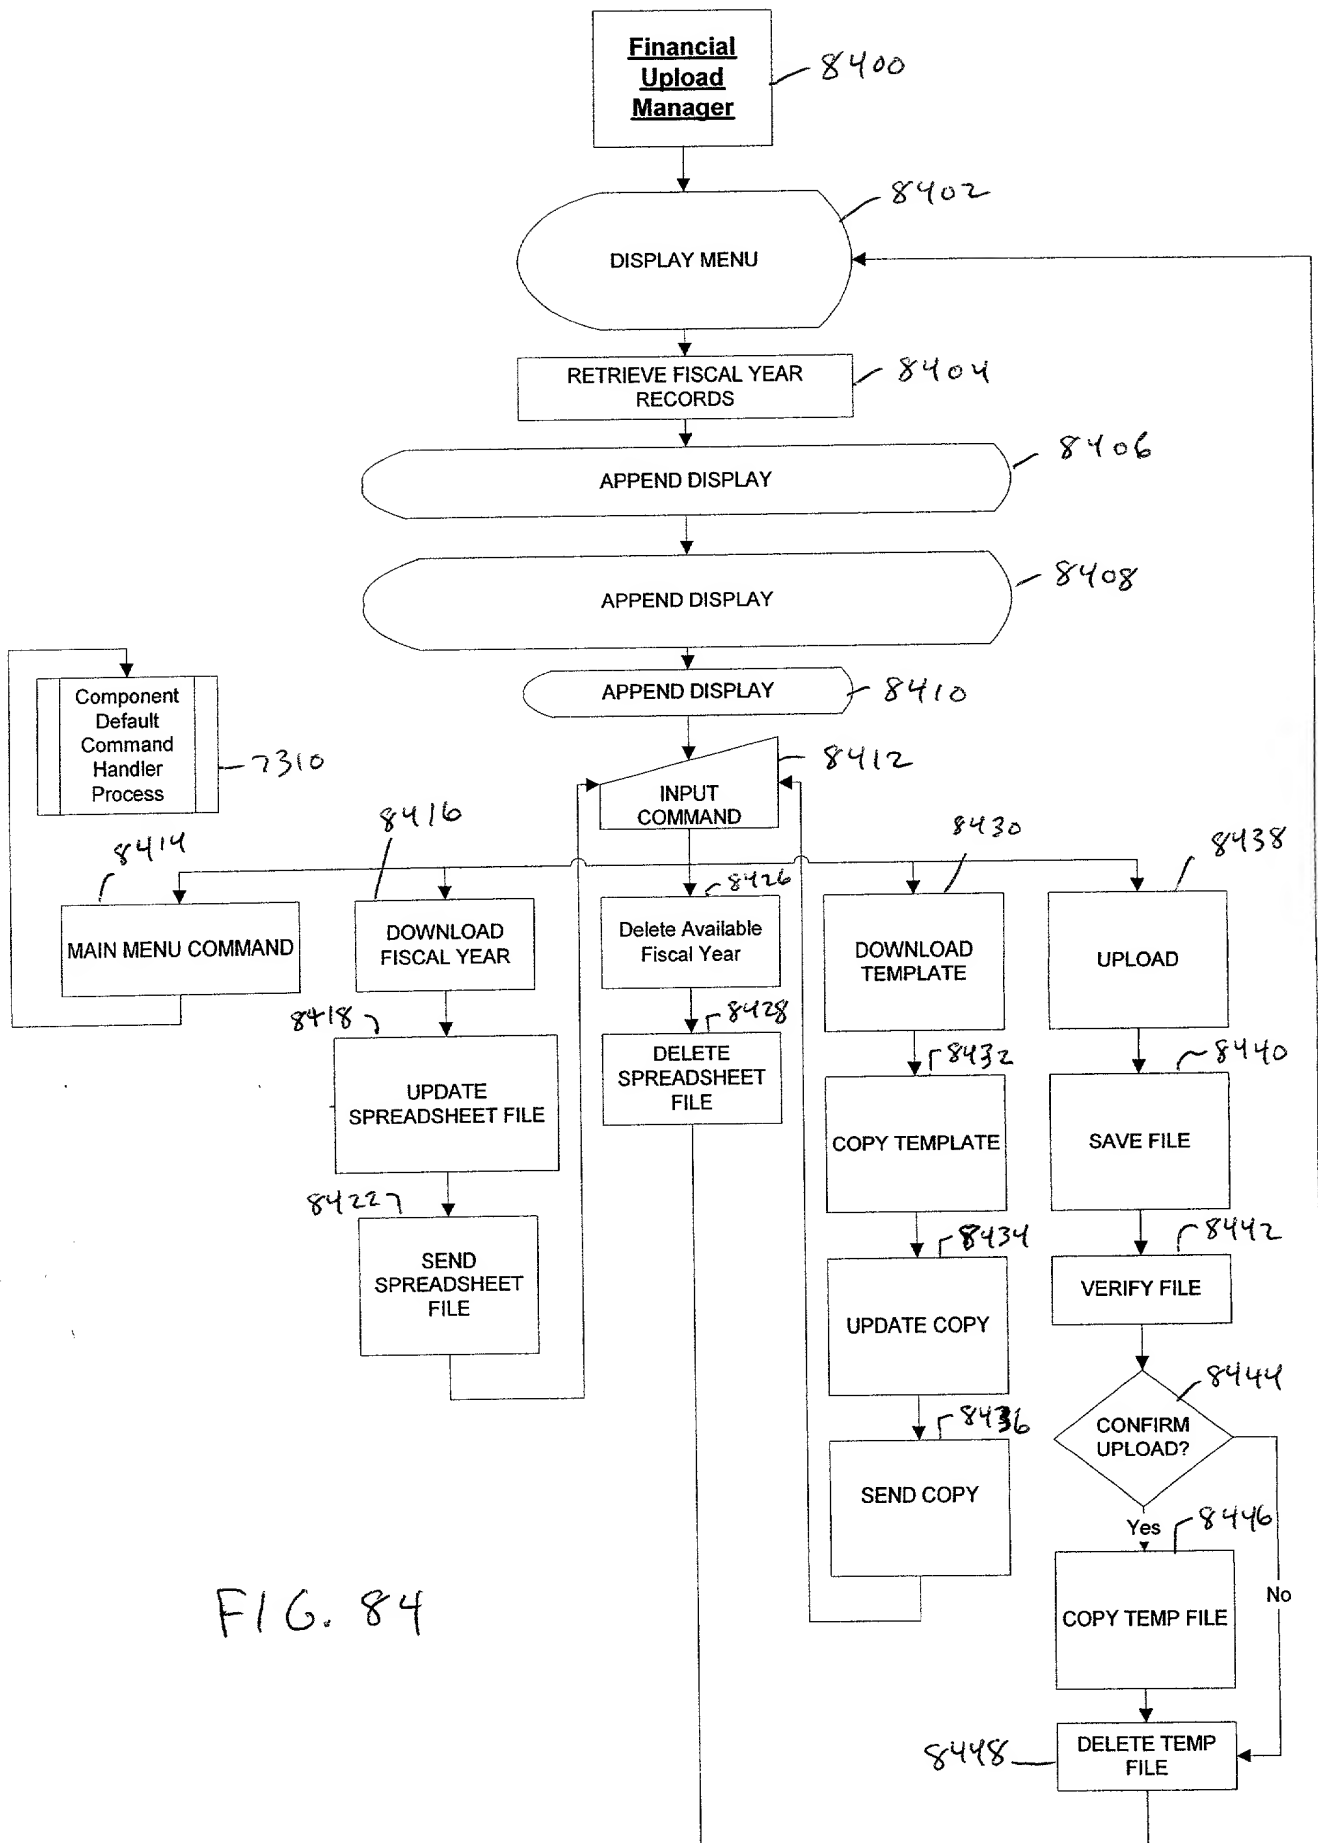 Financial
Upload
Manager
8400
8402
DISPLAY MENU
RETRIEVE FISCAL YEAR
RECORDS
8404
APPEND DISPLAY
8406
APPEND DISPLAY
8408
APPEND DISPLAY
8410
Component
Default
Command
Handler
Process
7310
INPUT
COMMAND
8412
8414
MAIN MENU COMMAND
8416
DOWNLOAD
FISCAL YEAR
8426
Delete Available
Fiscal Year
8430
DOWNLOAD
TEMPLATE
8438
UPLOAD
8418
UPDATE
SPREADSHEET FILE
8428
DELETE
SPREADSHEET
FILE
8432
COPY TEMPLATE
8440
SAVE FILE
8422
SEND
SPREADSHEET
FILE
8434
UPDATE COPY
8442
VERIFY FILE
8444
CONFIRM
UPLOAD?
8436
SEND COPY
Yes
8446
No
COPY TEMP FILE
8448
DELETE TEMP
FILE
FIG. 84